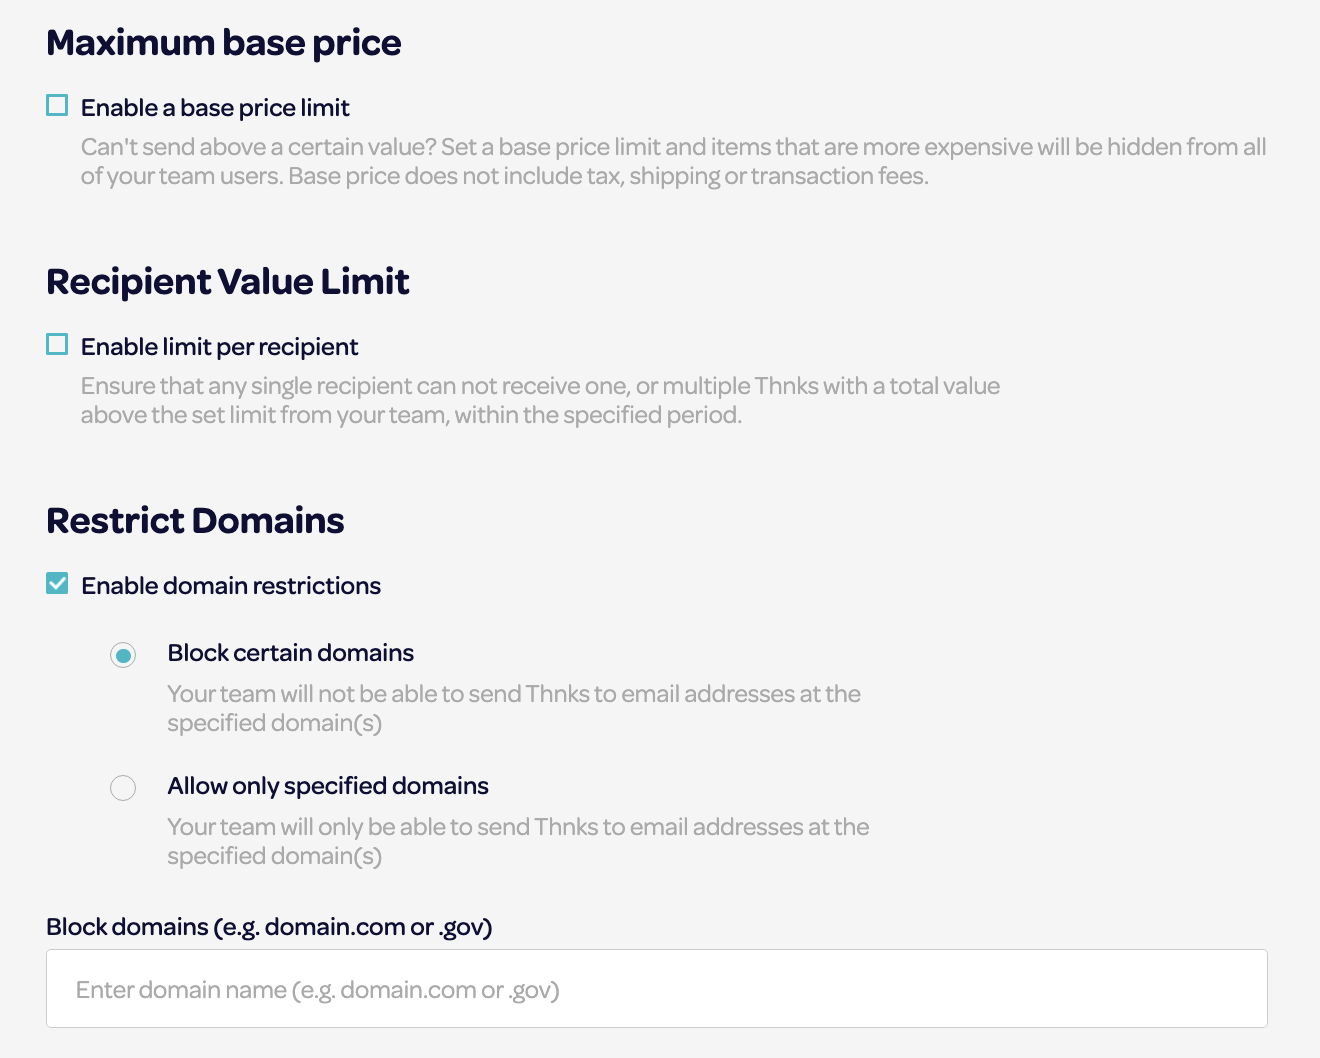 Maximum base price
Enable a base price limit
Can't send above a certain value? Set a base price limit and items that are more expensive will be hidden from all
of your team users. Base price does not include tax, shipping or transaction fees.
Recipient Value Limit
Enable limit per recipient
Ensure that any single recipient can not receive one, or multiple Thnks with a total value
above the set limit from your team, within the specified period.
Restrict Domains
Enable domain restrictions
Block certain domains
Your team will not be able to send Thnks to email addresses at the
specified domain(s)
Allow only specified domains
Your team will only be able to send Thnks to email addresses at the
specified domain(s)
Block domains (e.g. domain.com or .gov)
Enter domain name (e.g. domain.com or .gov)